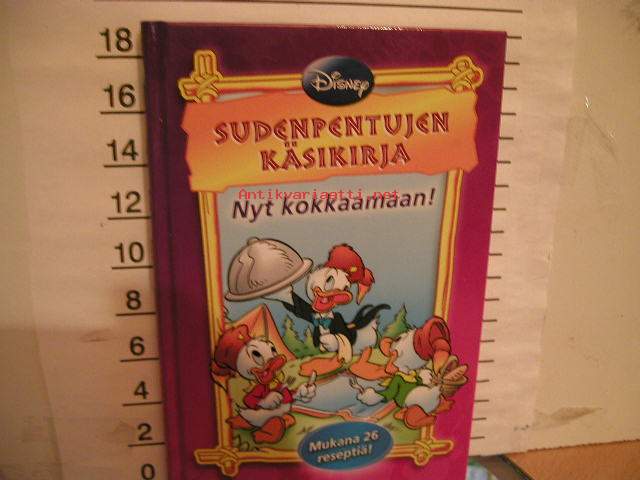 Disney
SUDENPENTUJEN
KÄSIKIRJA
Antikvariaatti.net
Nyt kokkaamaan!
Mukana 26
reseptiä!
18
16
14
12
10
8
6
4
2
0